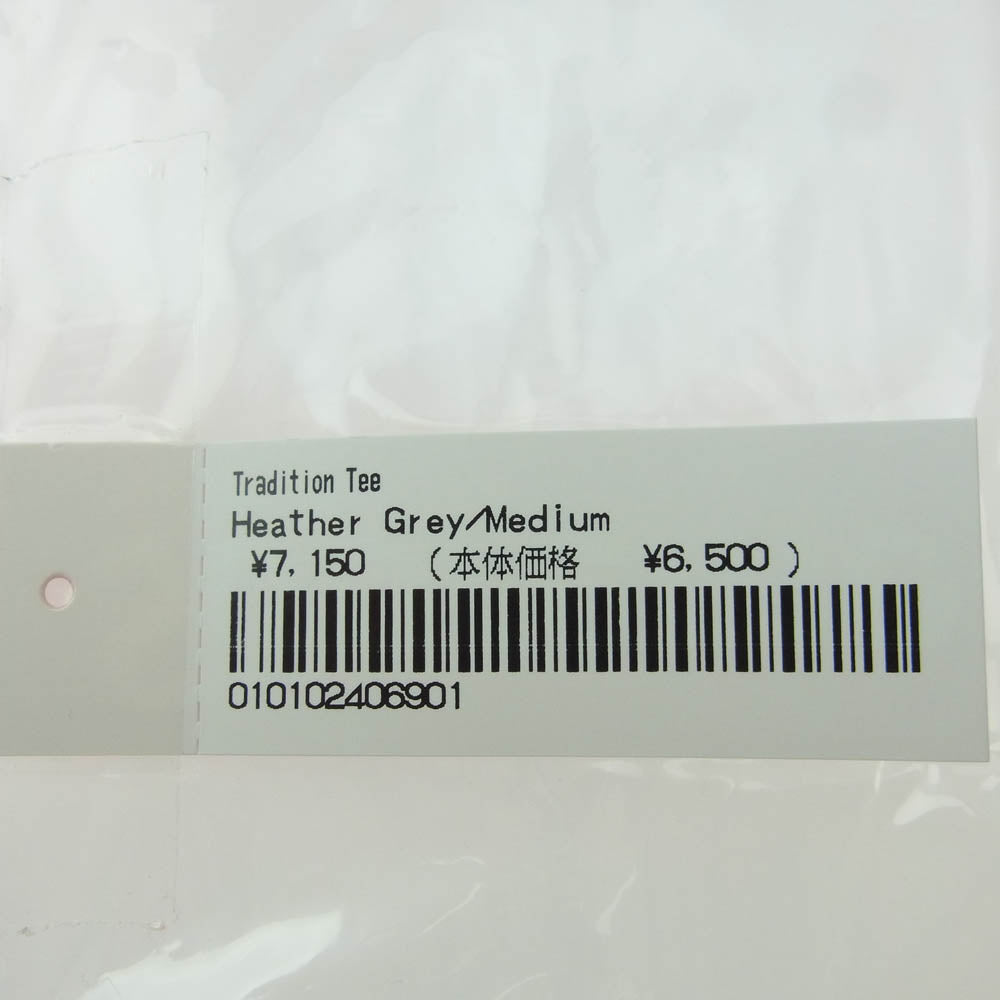 Tradition Tee
Heather Grey/Medium
¥7,150 (本体価格 ¥6,500)
010102406901